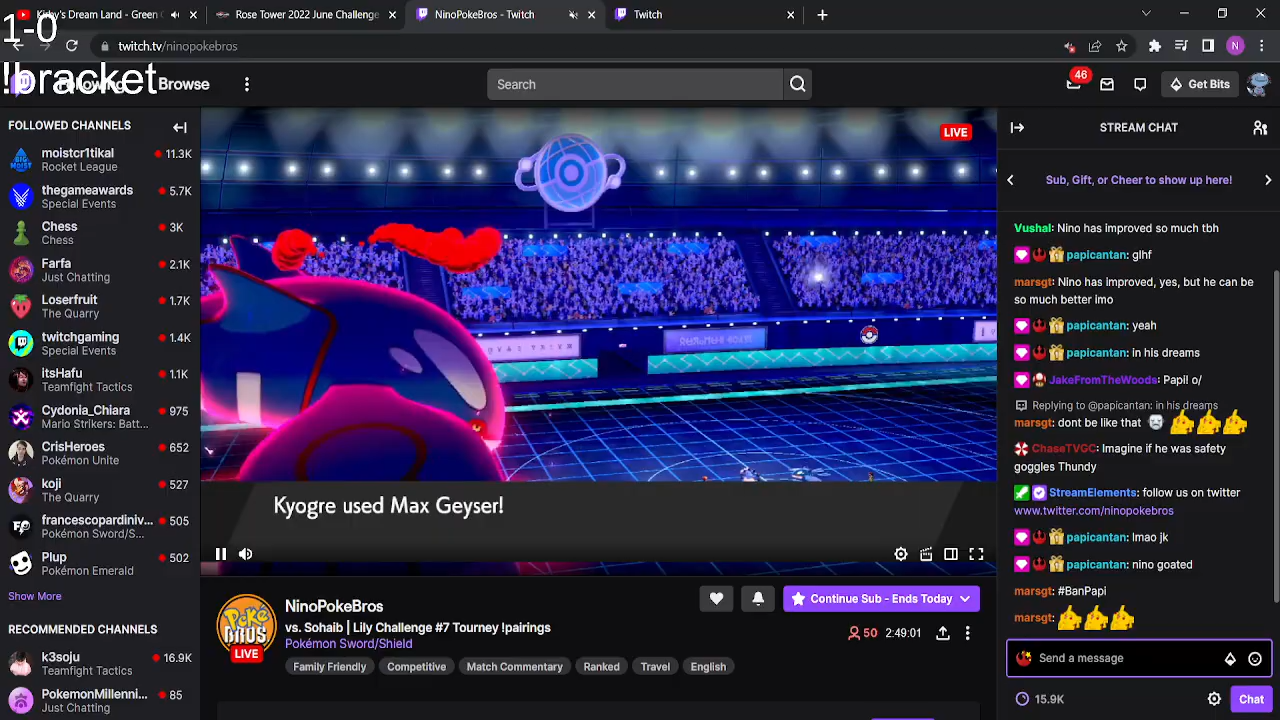 Kirby's Dream Land - Green G
Rose Tower 2022 June Challenge
NinoPokeBros - Twitch
Twitch
1-0
twitch.tv/ninopokebros
N
!bracket
Following
Browse
Search
46
Get Bits
FOLLOWED CHANNELS
moistcr1tikal
11.3K
Rocket League
thegameawards
5.7K
Special Events
Chess
3K
Chess
Farfa
2.1K
Just Chatting
Loserfruit
1.7K
The Quarry
twitchgaming
1.4K
Special Events
itsHafu
1.1K
Teamfight Tactics
Cydonia_Chiara
975
Mario Strikers: Batt...
CrisHeroes
652
Pokémon Unite
koji
527
The Quarry
francescopardiniv...
505
Pokémon Sword/S...
Plup
502
Pokémon Emerald
Show More
RECOMMENDED CHANNELS
k3soju
16.9K
Teamfight Tactics
PokemonMillenni...
85
Just Chatting
LIVE
Kyogre used Max Geyser!
POKÉ BROS
LIVE
NinoPokeBros
vs. Sohaib | Lily Challenge #7 Tourney !pairings
Pokémon Sword/Shield
Family Friendly
Competitive
Match Commentary
Ranked
Travel
English
Continue Sub - Ends Today
50
2:49:01
STREAM CHAT
Sub, Gift, or Cheer to show up here!
Vushal: Nino has improved so much tbh
papicantan: glhf
marsgt: Nino has improved, yes, but he can be
so much better imo
papicantan: yeah
papicantan: in his dreams
JakeFromTheWoods: Papi! o/
Replying to @papicantan: in his dreams
marsgt: dont be like that
ChaseTVGC: Imagine if he was safety
goggles Thundy
StreamElements: follow us on twitter
www.twitter.com/ninopokebros
papicantan: lmao jk
papicantan: nino goated
marsgt: #BanPapi
marsgt:
Send a message
15.9K
Chat